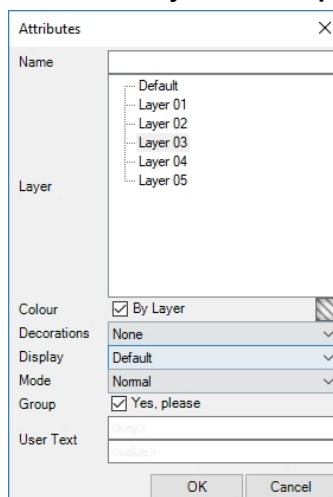 Attributes
Name
Default
Layer 01
Layer 02
Layer 03
Layer 04
Layer 05
Layer
Colour By Layer
Decorations None
Display Default
Mode Normal
Group Yes, please
User Text
<key>
<value>
OK Cancel